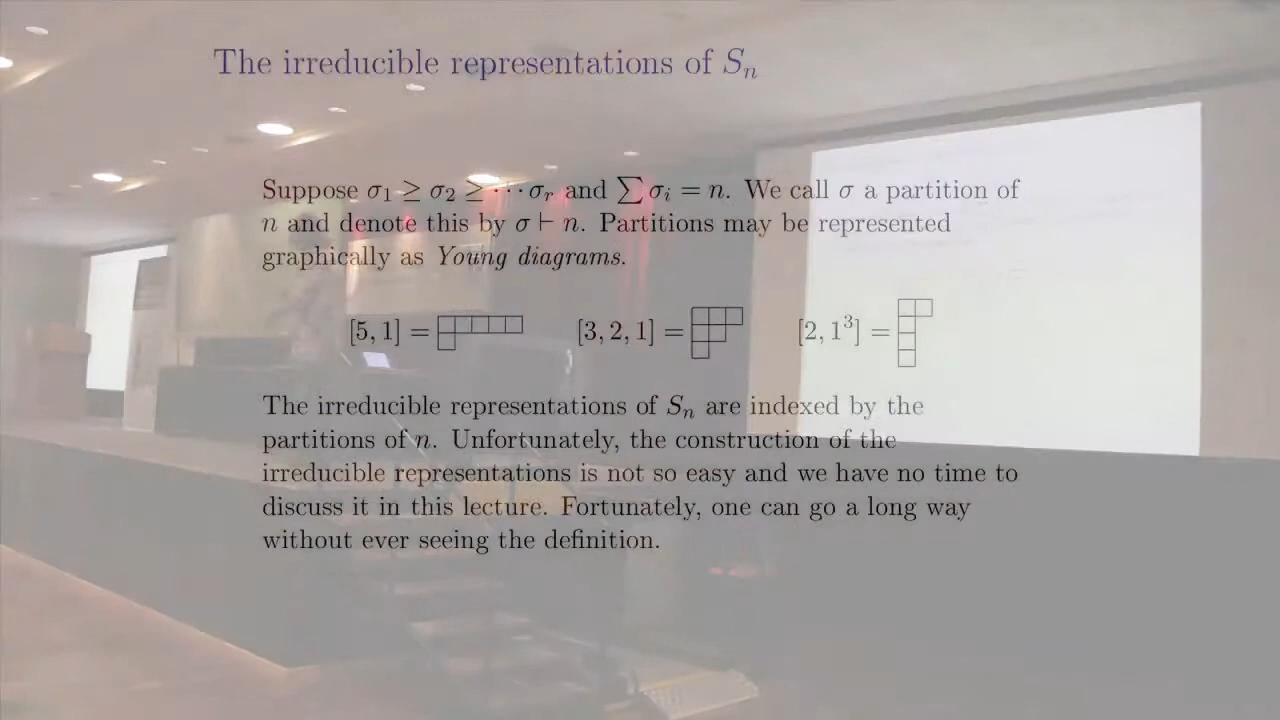 The irreducible representations of Sₙ
Suppose σ₁ ≥ σ₂ ≥ ⋯ σᵣ and ∑ σᵢ = n. We call σ a partition of
n and denote this by σ ⊢ n. Partitions may be represented
graphically as Young diagrams.
[5, 1] = [3, 2, 1] = [2, 1³] =
The irreducible representations of Sₙ are indexed by the
partitions of n. Unfortunately, the construction of the
irreducible representations is not so easy and we have no time to
discuss it in this lecture. Fortunately, one can go a long way
without ever seeing the definition.